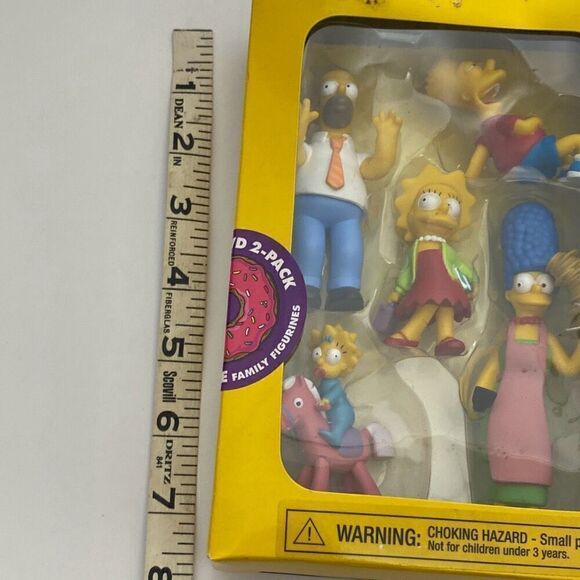 1
DEAN
2
IN
3
REINFORCED
4
FIBERGLAS
5
Scovill
6
DRITZ
841
7
8
VD 2-PACK
E FAMILY FIGURINES
WARNING: CHOKING HAZARD - Small p
Not for children under 3 years.